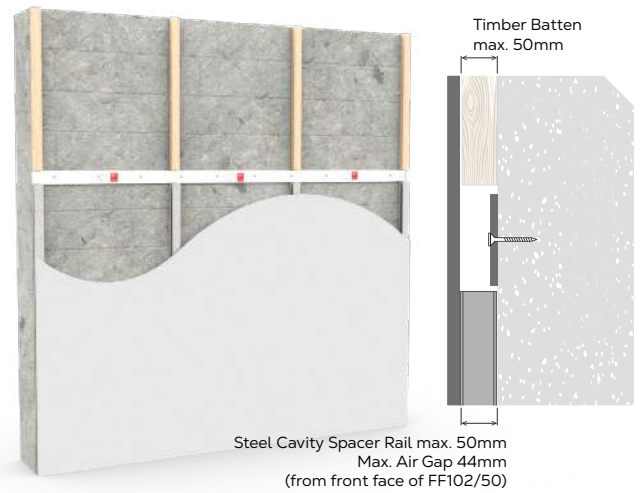 Timber Batten
max. 50mm
Steel Cavity Spacer Rail max. 50mm
Max. Air Gap 44mm
(from front face of FF102/50)